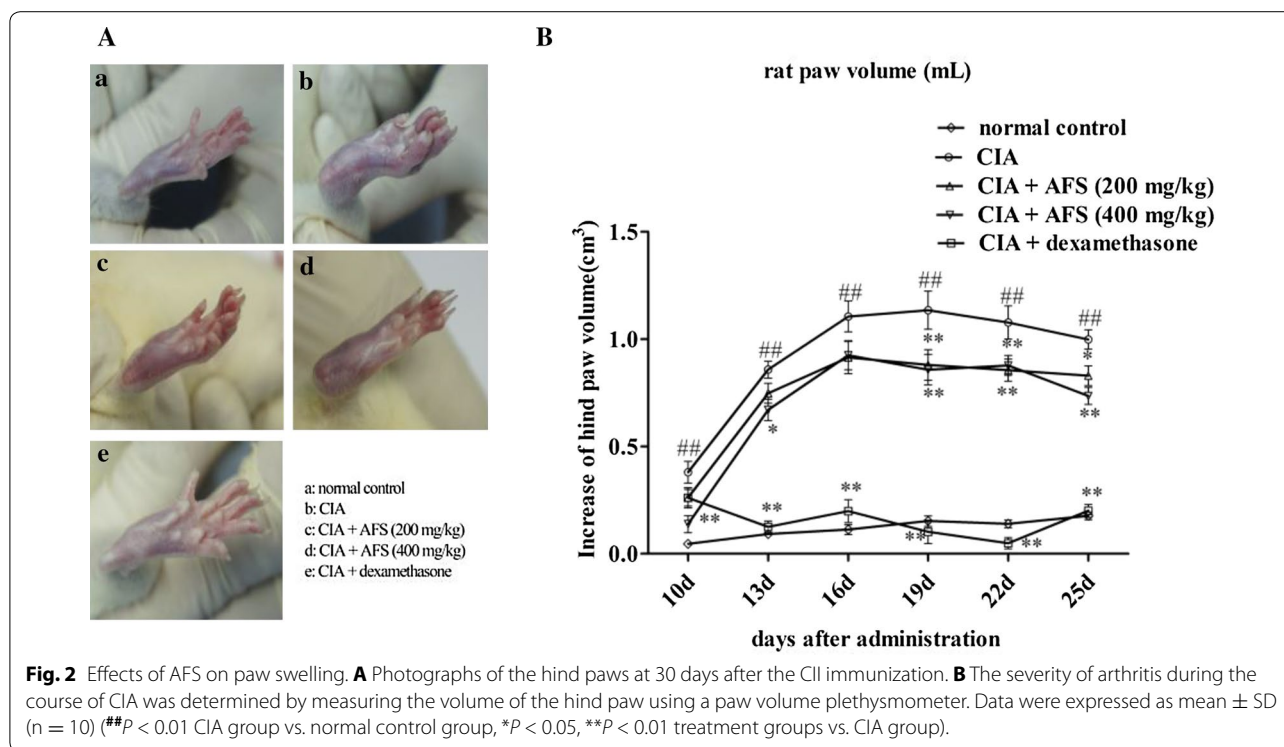 A
a
b
c
d
e
a: normal control
b: CIA
c: CIA + AFS (200 mg/kg)
d: CIA + AFS (400 mg/kg)
e: CIA + dexamethasone
B
rat paw volume (mL)
normal control
CIA
CIA + AFS (200 mg/kg)
CIA + AFS (400 mg/kg)
CIA + dexamethasone
Increase of hind paw volume(cm³)
1.5
1.0
0.5
0.0
##
##
##
##
##
##
**
**
*
*
**
**
**
**
**
**
**
**
**
10d
13d
16d
19d
22d
25d
days after administration
Fig. 2 Effects of AFS on paw swelling. A Photographs of the hind paws at 30 days after the CII immunization. B The severity of arthritis during the
course of CIA was determined by measuring the volume of the hind paw using a paw volume plethysmometer. Data were expressed as mean ± SD
(n = 10) (##P < 0.01 CIA group vs. normal control group, *P < 0.05, **P < 0.01 treatment groups vs. CIA group).